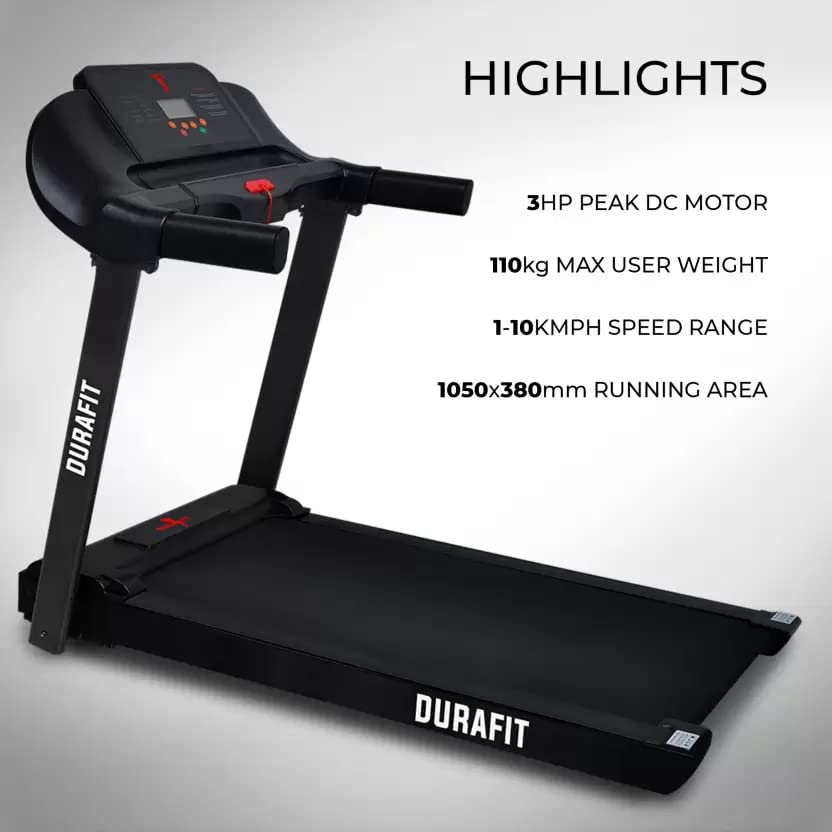 HIGHLIGHTS
3HP PEAK DC MOTOR
110kg MAX USER WEIGHT
1-10KMPH SPEED RANGE
1050x380mm RUNNING AREA
DURAFIT
DURAFIT